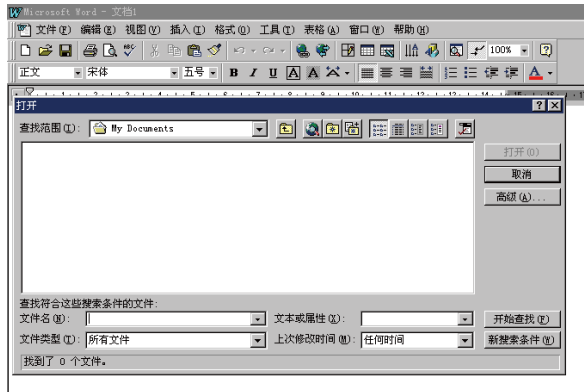 Microsoft Word - 文档1
文件(F) 编辑(E) 视图(V) 插入(I) 格式(O) 工具(T) 表格(A) 窗口(W) 帮助(H)
100%
正文 宋体 五号 B I U A A A
打开
查找范围(I): My Documents
打开(O)
取消
高级(A)...
查找符合这些搜索条件的文件:
文件名(N): 文本或属性(X): 开始查找(F)
文件类型(T): 所有文件 上次修改时间(M): 任何时间 新搜索条件(W)
找到了 0 个文件。